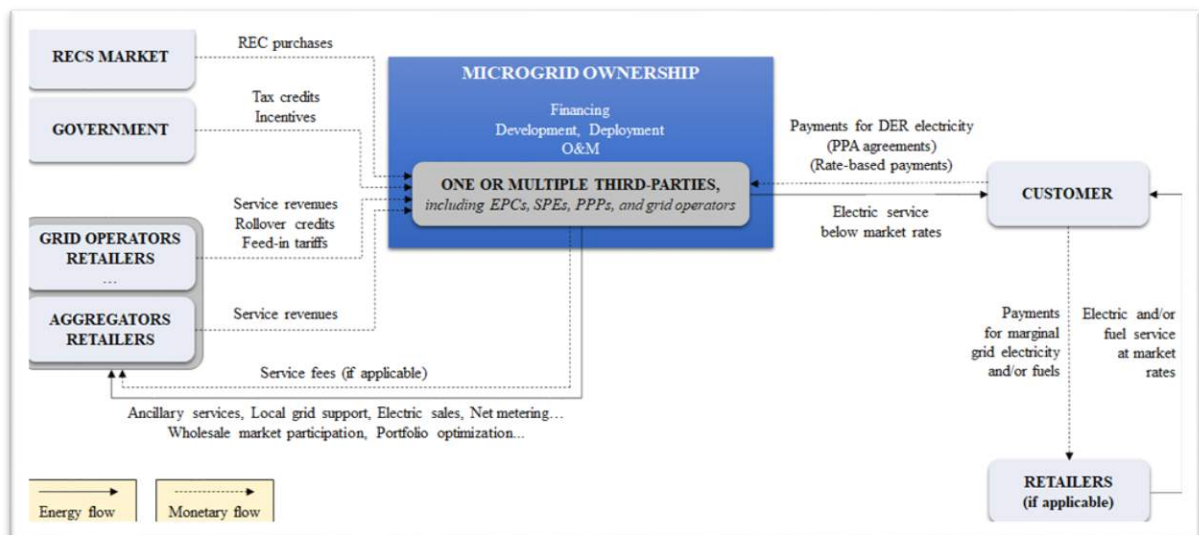 RECS MARKET
REC purchases
GOVERNMENT
Tax credits
Incentives
MICROGRID OWNERSHIP
Financing
Development, Deployment
O&M
ONE OR MULTIPLE THIRD-PARTIES,
including EPCs, SPEs, PPPs, and grid operators
Payments for DER electricity
(PPA agreements)
(Rate-based payments)
CUSTOMER
Electric service
below market rates
Service revenues
Rollover credits
Feed-in tariffs
GRID OPERATORS
RETAILERS
…
AGGREGATORS
RETAILERS
Service revenues
Service fees (if applicable)
Ancillary services, Local grid support, Electric sales, Net metering…
Wholesale market participation, Portfolio optimization...
Payments
for marginal
grid electricity
and/or fuels
Electric and/or
fuel service
at market
rates
RETAILERS
(if applicable)
Energy flow
Monetary flow